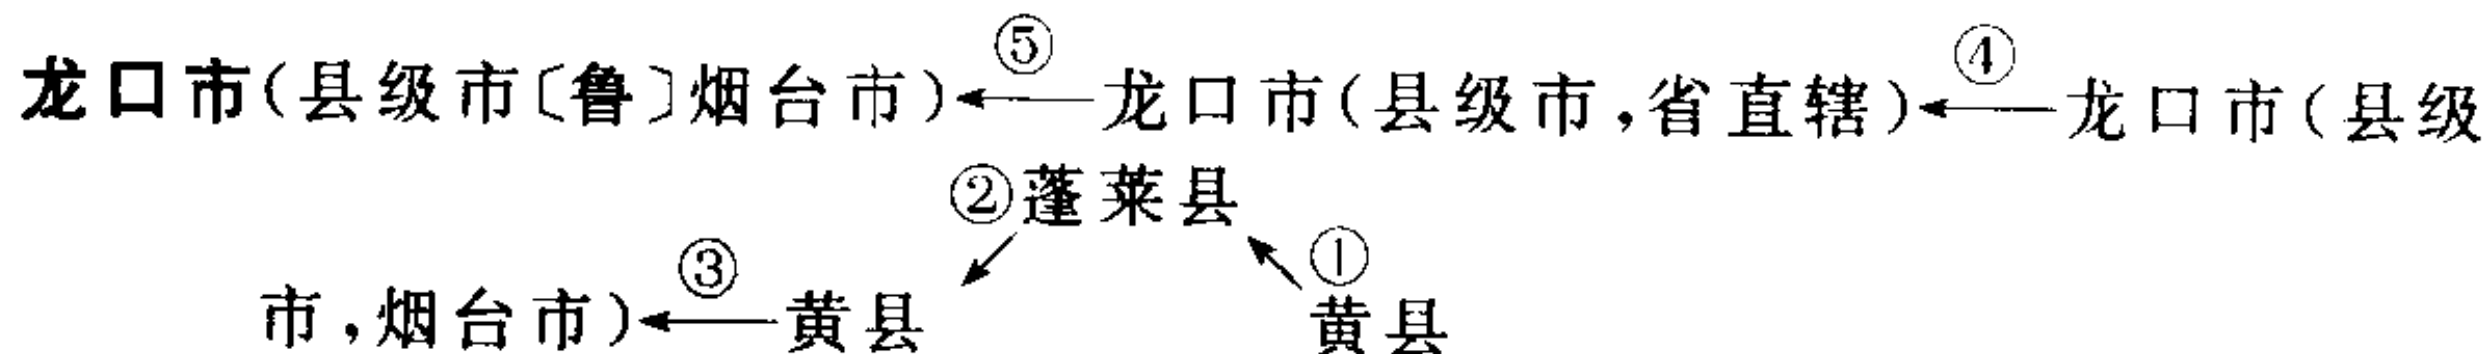 龙口市(县级市〔鲁〕烟台市)←⑤龙口市(县级市,省直辖)←④龙口市(县级
②蓬莱县
市,烟台市)←③黄县 ↙ ↖①黄县